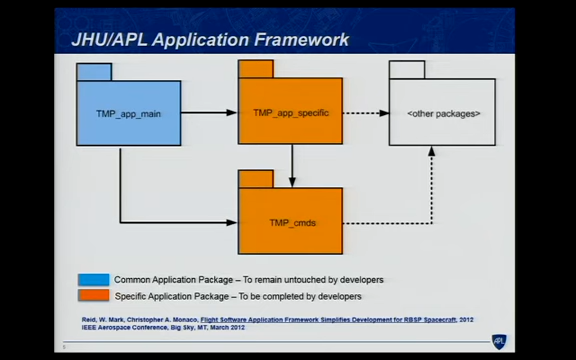 JHU/APL Application Framework
TMP_app_main
TMP_app_specific
<other packages>
TMP_cmds
Common Application Package – To remain untouched by developers
Specific Application Package – To be completed by developers
Reid, W. Mark, Christopher A. Monaco, Flight Software Application Framework Simplifies Development for RBSP Spacecraft, 2012
IEEE Aerospace Conference, Big Sky, MT, March 2012
APL